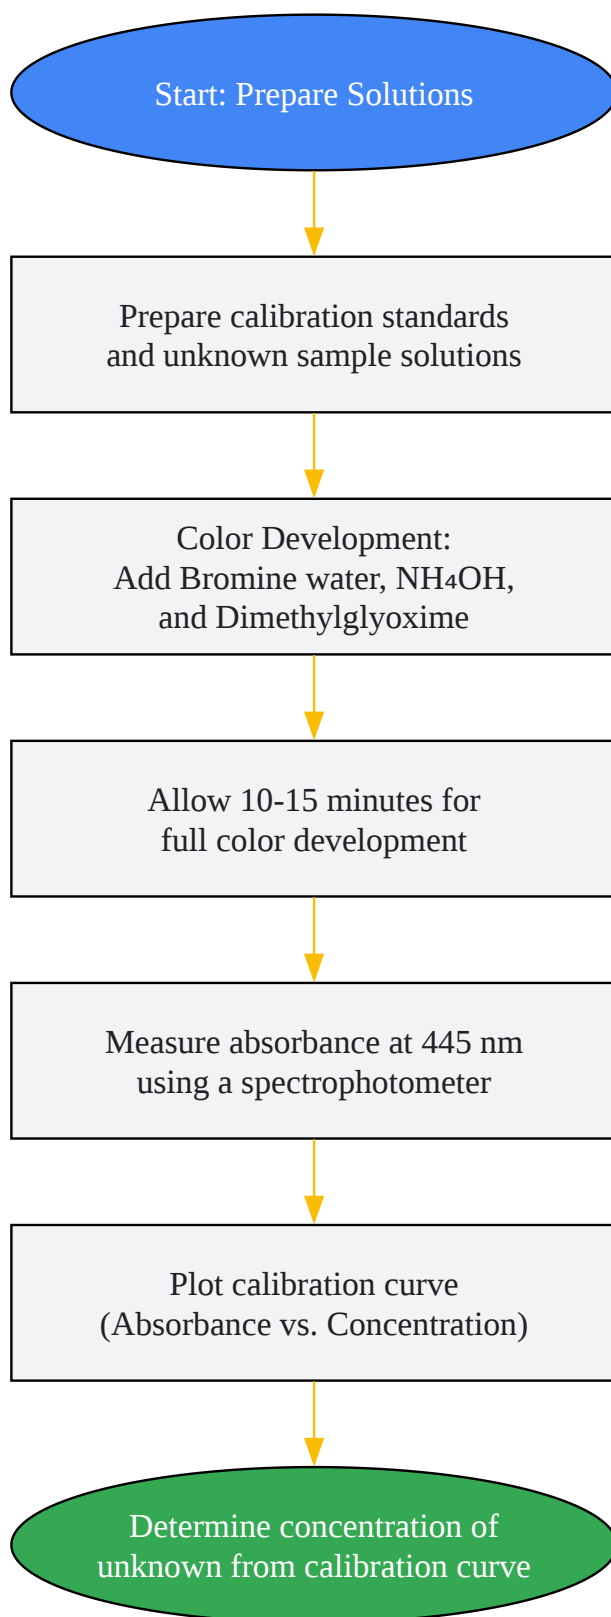 Start: Prepare Solutions
Prepare calibration standards
and unknown sample solutions
Color Development:
Add Bromine water, NH₄OH,
and Dimethylglyoxime
Allow 10-15 minutes for
full color development
Measure absorbance at 445 nm
using a spectrophotometer
Plot calibration curve
(Absorbance vs. Concentration)
Determine concentration of
unknown from calibration curve